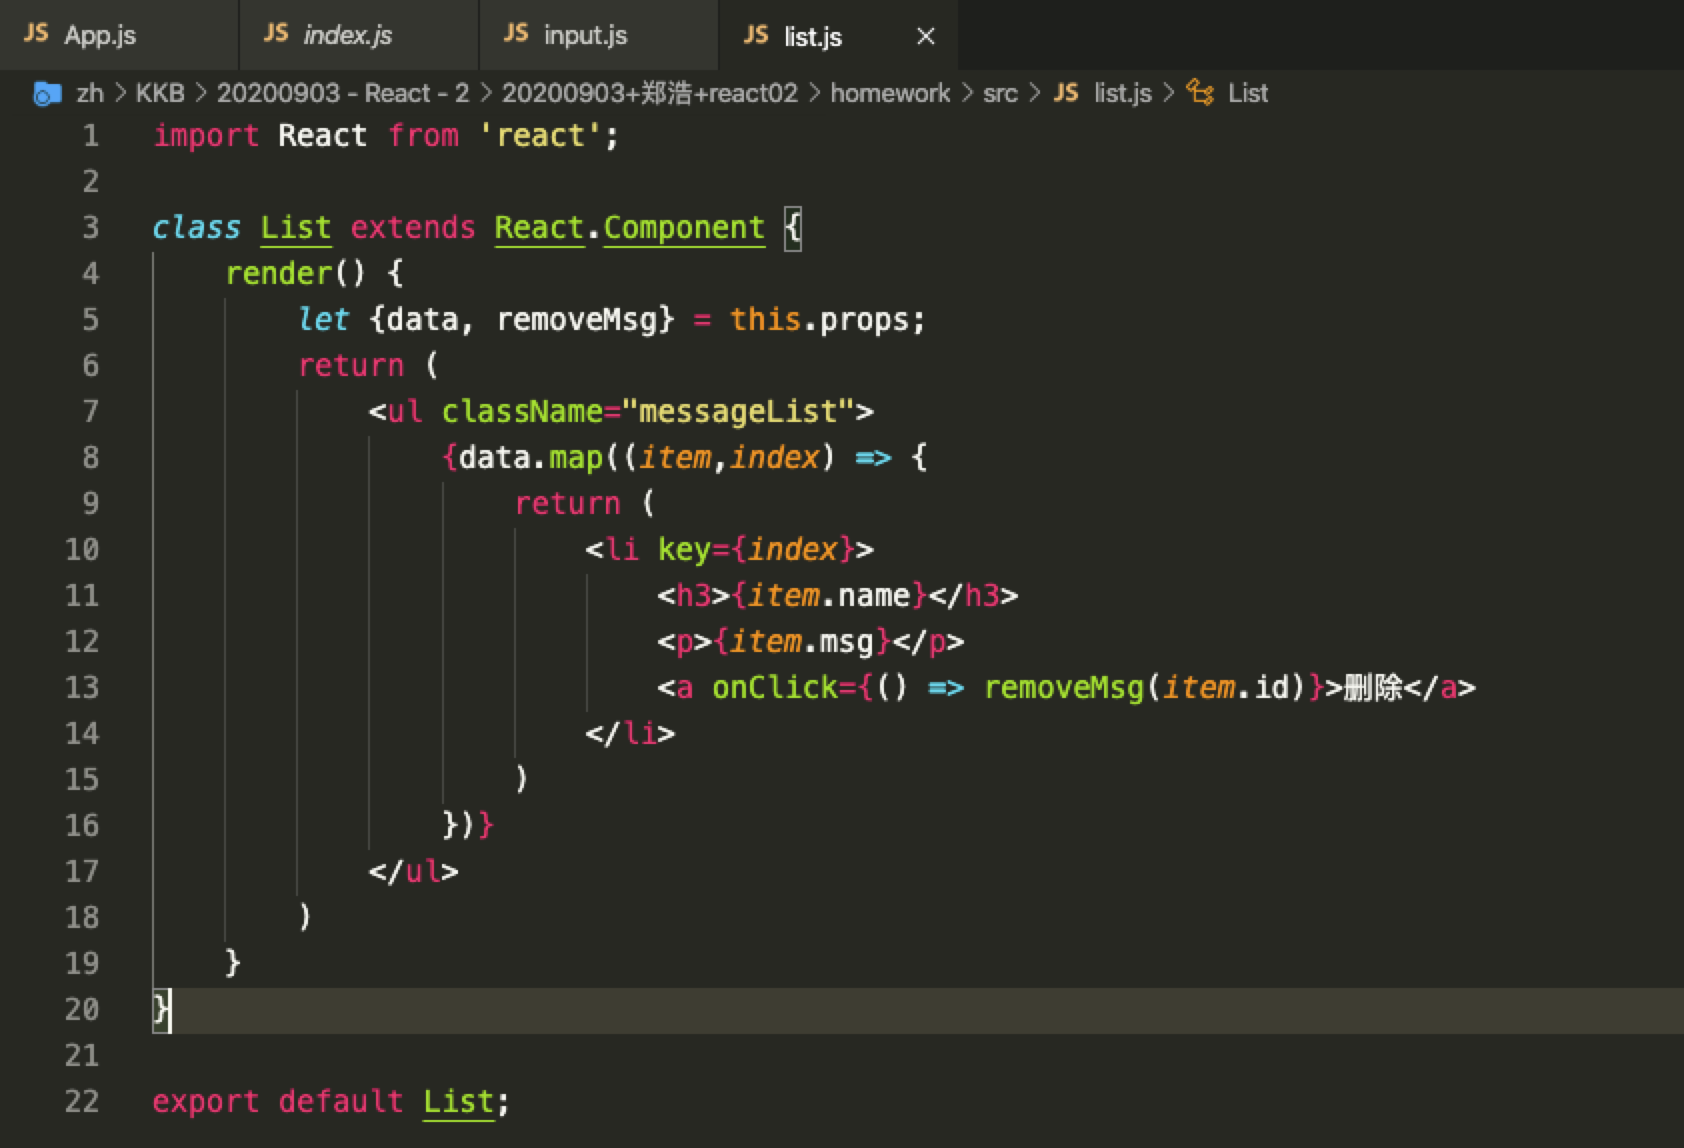 JS App.js JS index.js JS input.js JS list.js ×
zh > KKB > 20200903 - React - 2 > 20200903+郑浩+react02 > homework > src > JS list.js > List
1 import React from 'react';
2
3 class List extends React.Component {
4     render() {
5         let {data, removeMsg} = this.props;
6         return (
7             <ul className="messageList">
8                 {data.map((item,index) => {
9                     return (
10                         <li key={index}>
11                             <h3>{item.name}</h3>
12                             <p>{item.msg}</p>
13                             <a onClick={() => removeMsg(item.id)}>删除</a>
14                         </li>
15                     )
16                 })}
17             </ul>
18         )
19     }
20 }
21
22 export default List;